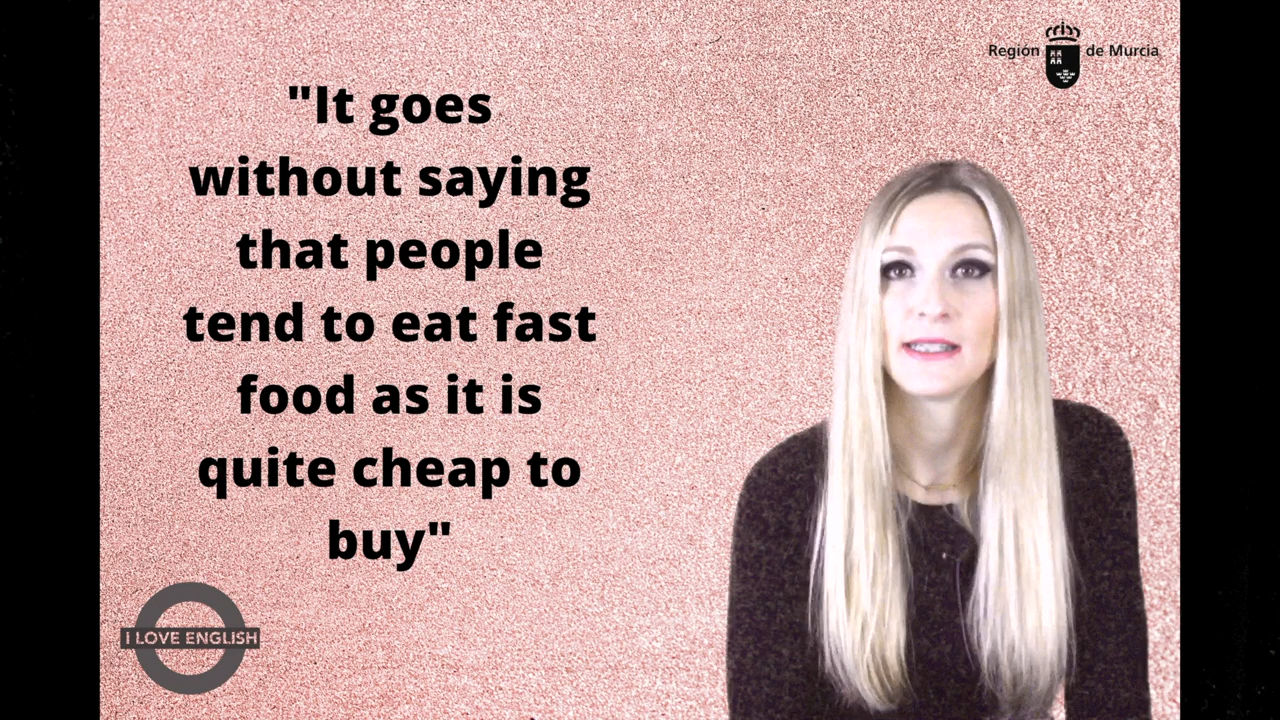 Región de Murcia
"It goes
without saying
that people
tend to eat fast
food as it is
quite cheap to
buy"
I LOVE ENGLISH